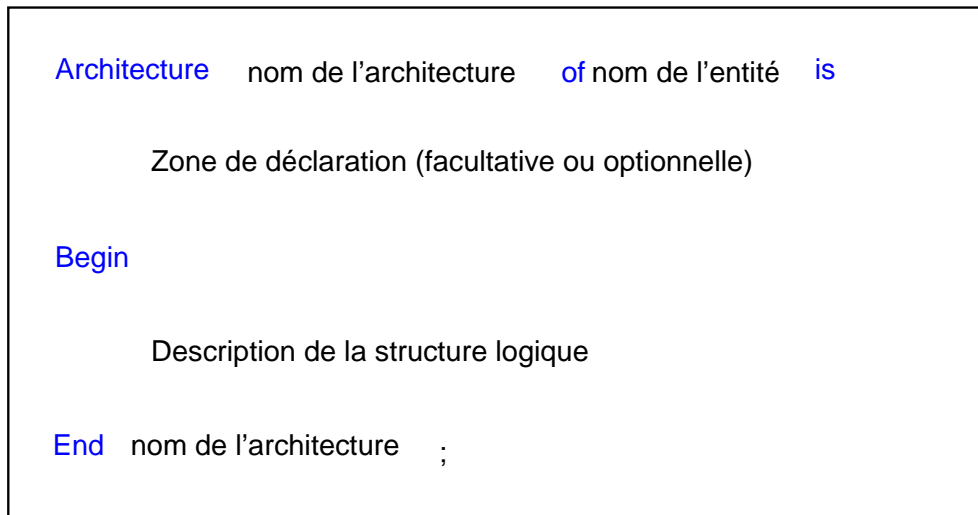 Architecture nom de l’architecture of nom de l’entité is
Zone de déclaration (facultative ou optionnelle)
Begin
Description de la structure logique
End nom de l’architecture ;